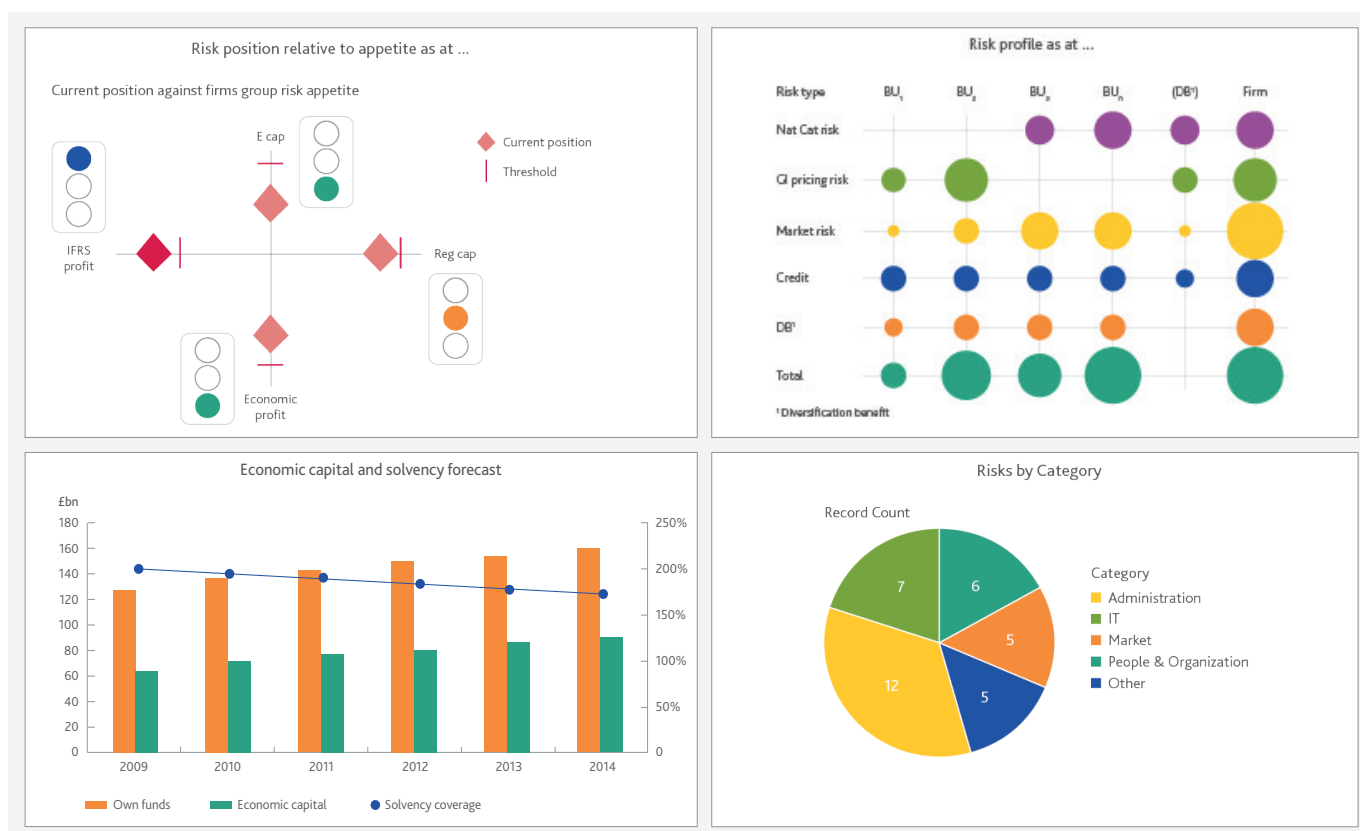 Risk position relative to appetite as at ...
Current position against firms group risk appetite
E cap
Current position
Threshold
IFRS
profit
Reg cap
Economic
profit
Risk profile as at ...
Risk type BU₁ BU₂ BU₃ BUₙ (DB¹) Firm
Nat Cat risk
GI pricing risk
Market risk
Credit
DB¹
Total
¹ Diversification benefit
Economic capital and solvency forecast
£bn
180 250%
160
140 200%
120
100 150%
80 100%
60
40 50%
20
0 0
2009 2010 2011 2012 2013 2014
Own funds Economic capital Solvency coverage
Risks by Category
Record Count
7 6
5
12 5
Category
Administration
IT
Market
People & Organization
Other